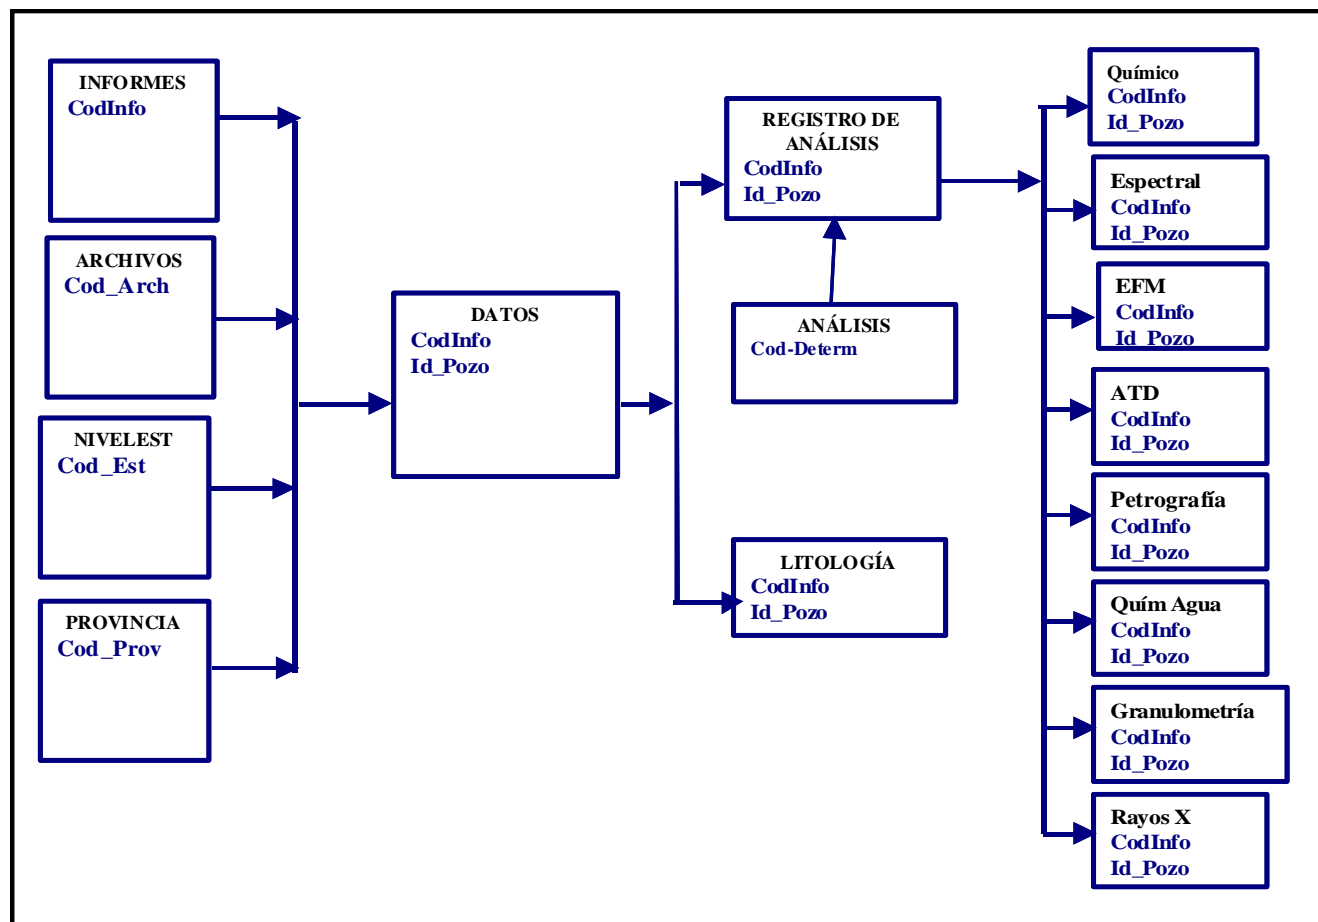 INFORMES
CodInfo
ARCHIVOS
Cod_Arch
NIVELEST
Cod_Est
PROVINCIA
Cod_Prov
DATOS
CodInfo
Id_Pozo
REGISTRO DE
ANÁLISIS
CodInfo
Id_Pozo
ANÁLISIS
Cod-Determ
LITOLOGÍA
CodInfo
Id_Pozo
Químico
CodInfo
Id_Pozo
Espectral
CodInfo
Id_Pozo
EFM
CodInfo
Id_Pozo
ATD
CodInfo
Id_Pozo
Petrografía
CodInfo
Id_Pozo
Quím Agua
CodInfo
Id_Pozo
Granulometría
CodInfo
Id_Pozo
Rayos X
CodInfo
Id_Pozo